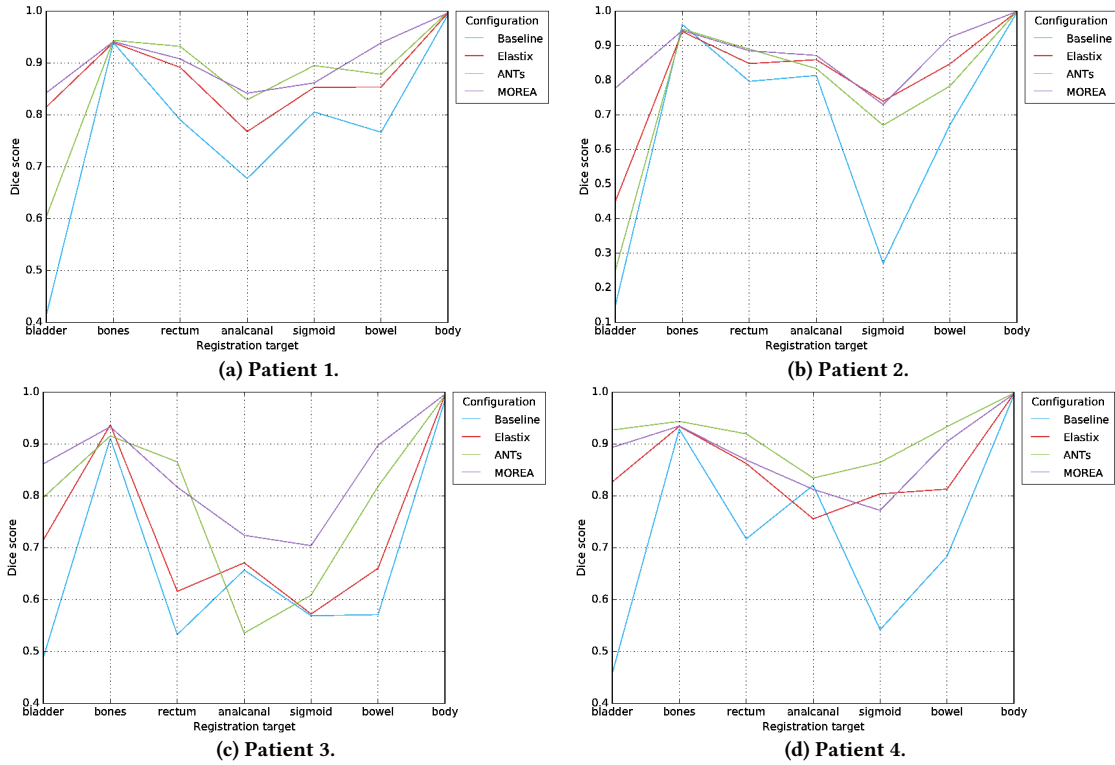 1.0
0.9
0.8
0.7
0.6
0.5
0.4
Dice score
bladder bones rectum analcanal sigmoid bowel body
Registration target
Configuration
Baseline
Elastix
ANTs
MOREA
(a) Patient 1.
1.0
0.9
0.8
0.7
0.6
0.5
0.4
0.3
0.2
0.1
Dice score
bladder bones rectum analcanal sigmoid bowel body
Registration target
Configuration
Baseline
Elastix
ANTs
MOREA
(b) Patient 2.
1.0
0.9
0.8
0.7
0.6
0.5
0.4
Dice score
bladder bones rectum analcanal sigmoid bowel body
Registration target
Configuration
Baseline
Elastix
ANTs
MOREA
(c) Patient 3.
1.0
0.9
0.8
0.7
0.6
0.5
0.4
Dice score
bladder bones rectum analcanal sigmoid bowel body
Registration target
Configuration
Baseline
Elastix
ANTs
MOREA
(d) Patient 4.